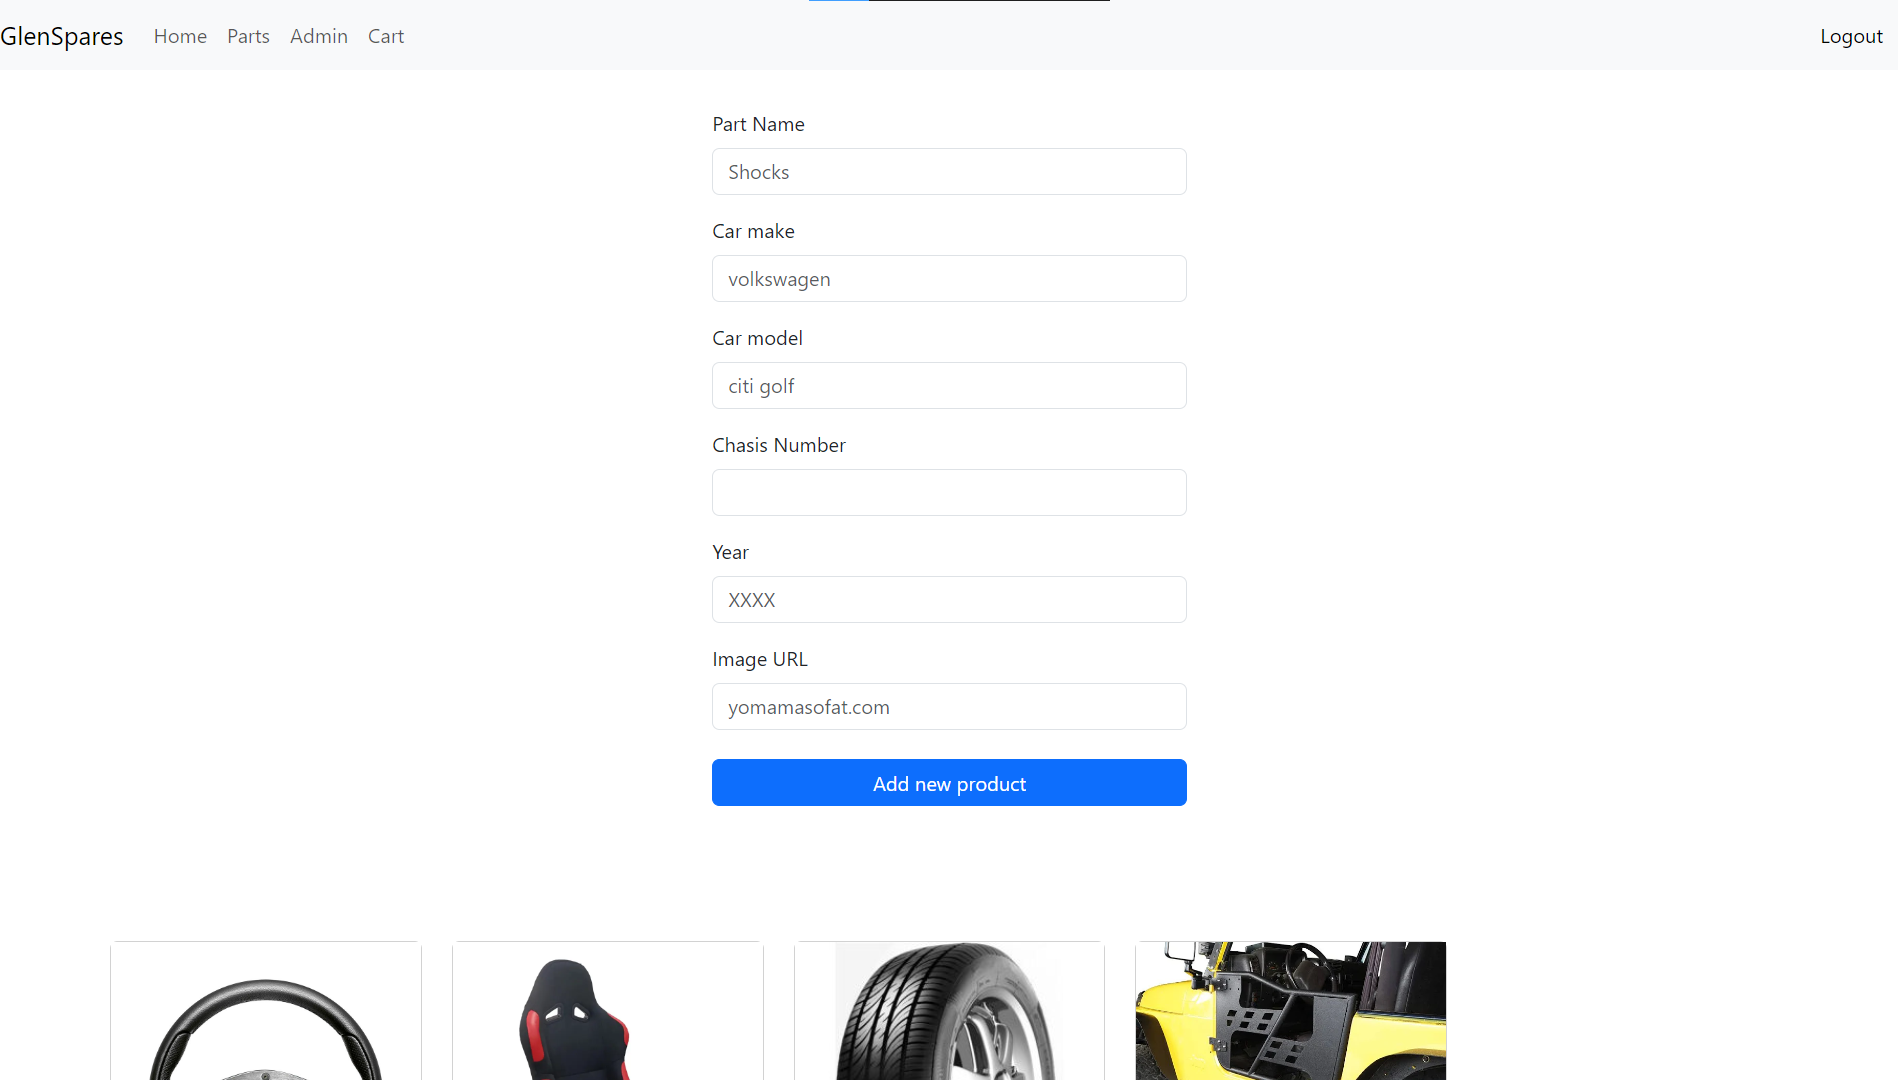 GlenSpares Home Parts Admin Cart Logout
Part Name
Shocks
Car make
volkswagen
Car model
citi golf
Chasis Number
Year
XXXX
Image URL
yomamasofat.com
Add new product